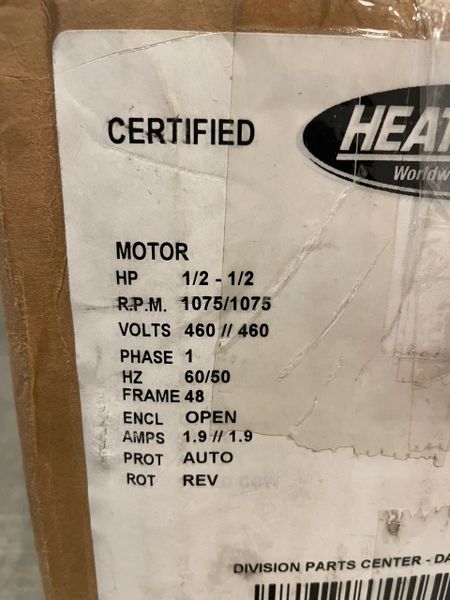 CERTIFIED
HEAT
Worldw
MOTOR
HP 1/2 - 1/2
R.P.M. 1075/1075
VOLTS 460 // 460
PHASE 1
HZ 60/50
FRAME 48
ENCL OPEN
AMPS 1.9 // 1.9
PROT AUTO
ROT REV
DIVISION PARTS CENTER - DA